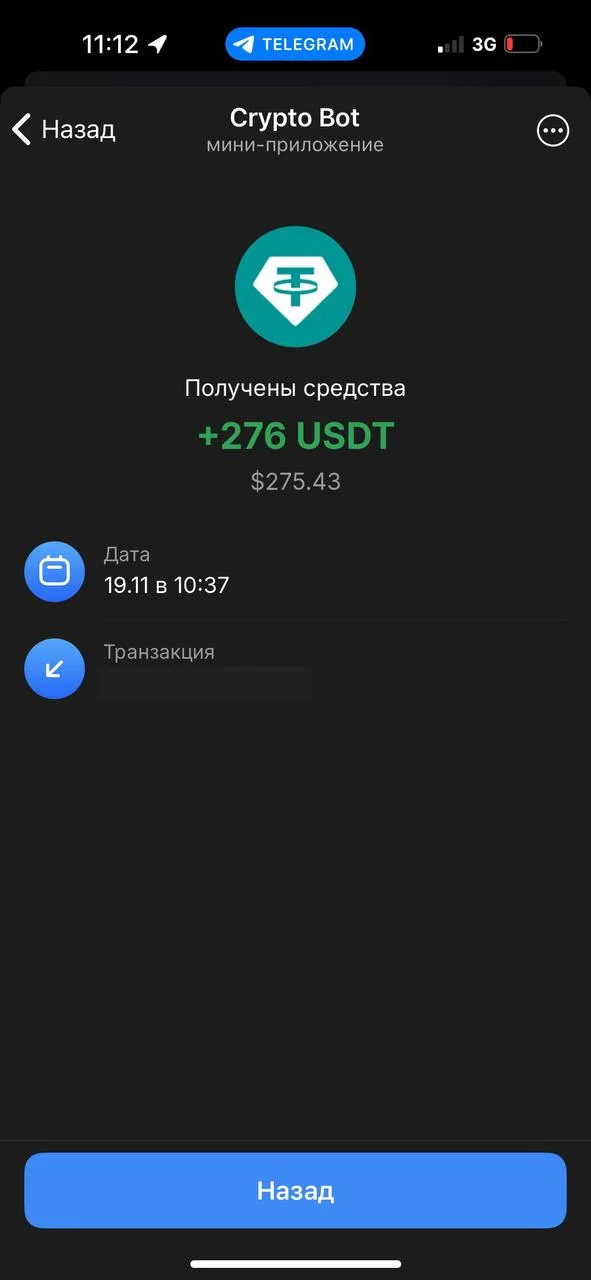 11:12 TELEGRAM 3G
Назад
Crypto Bot
мини-приложение
Получены средства
+276 USDT
$275.43
Дата
19.11 в 10:37
Транзакция
Назад